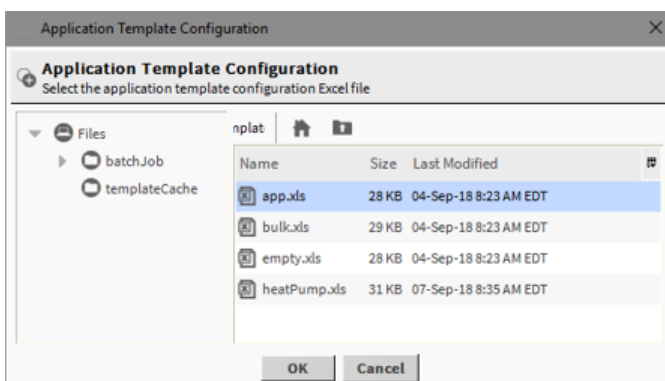 Application Template Configuration
Application Template Configuration
Select the application template configuration Excel file
Files
batchJob
templateCache
nplat
Name Size Last Modified
app.xls 28 KB 04-Sep-18 8:23 AM EDT
bulk.xls 29 KB 04-Sep-18 8:23 AM EDT
empty.xls 28 KB 04-Sep-18 8:23 AM EDT
heatPump.xls 31 KB 07-Sep-18 8:35 AM EDT
OK Cancel